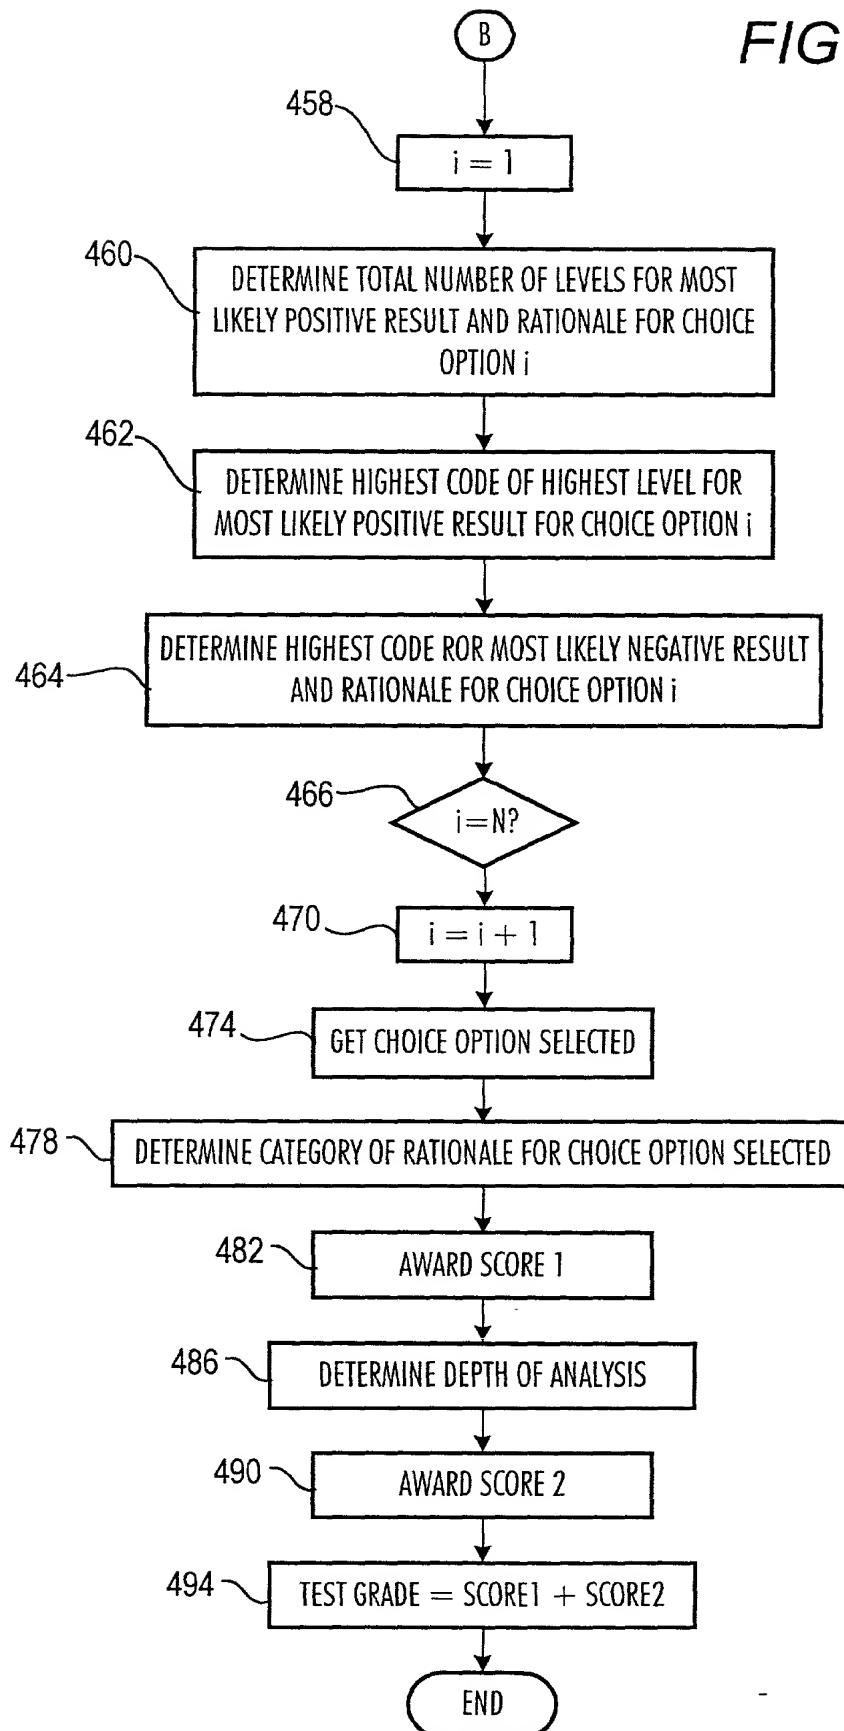 B
FIG
458
i = 1
460
DETERMINE TOTAL NUMBER OF LEVELS FOR MOST
LIKELY POSITIVE RESULT AND RATIONALE FOR CHOICE
OPTION i
462
DETERMINE HIGHEST CODE OF HIGHEST LEVEL FOR
MOST LIKELY POSITIVE RESULT FOR CHOICE OPTION i
464
DETERMINE HIGHEST CODE ROR MOST LIKELY NEGATIVE RESULT
AND RATIONALE FOR CHOICE OPTION i
466
i=N?
470
i = i + 1
474
GET CHOICE OPTION SELECTED
478
DETERMINE CATEGORY OF RATIONALE FOR CHOICE OPTION SELECTED
482
AWARD SCORE 1
486
DETERMINE DEPTH OF ANALYSIS
490
AWARD SCORE 2
494
TEST GRADE = SCORE1 + SCORE2
END